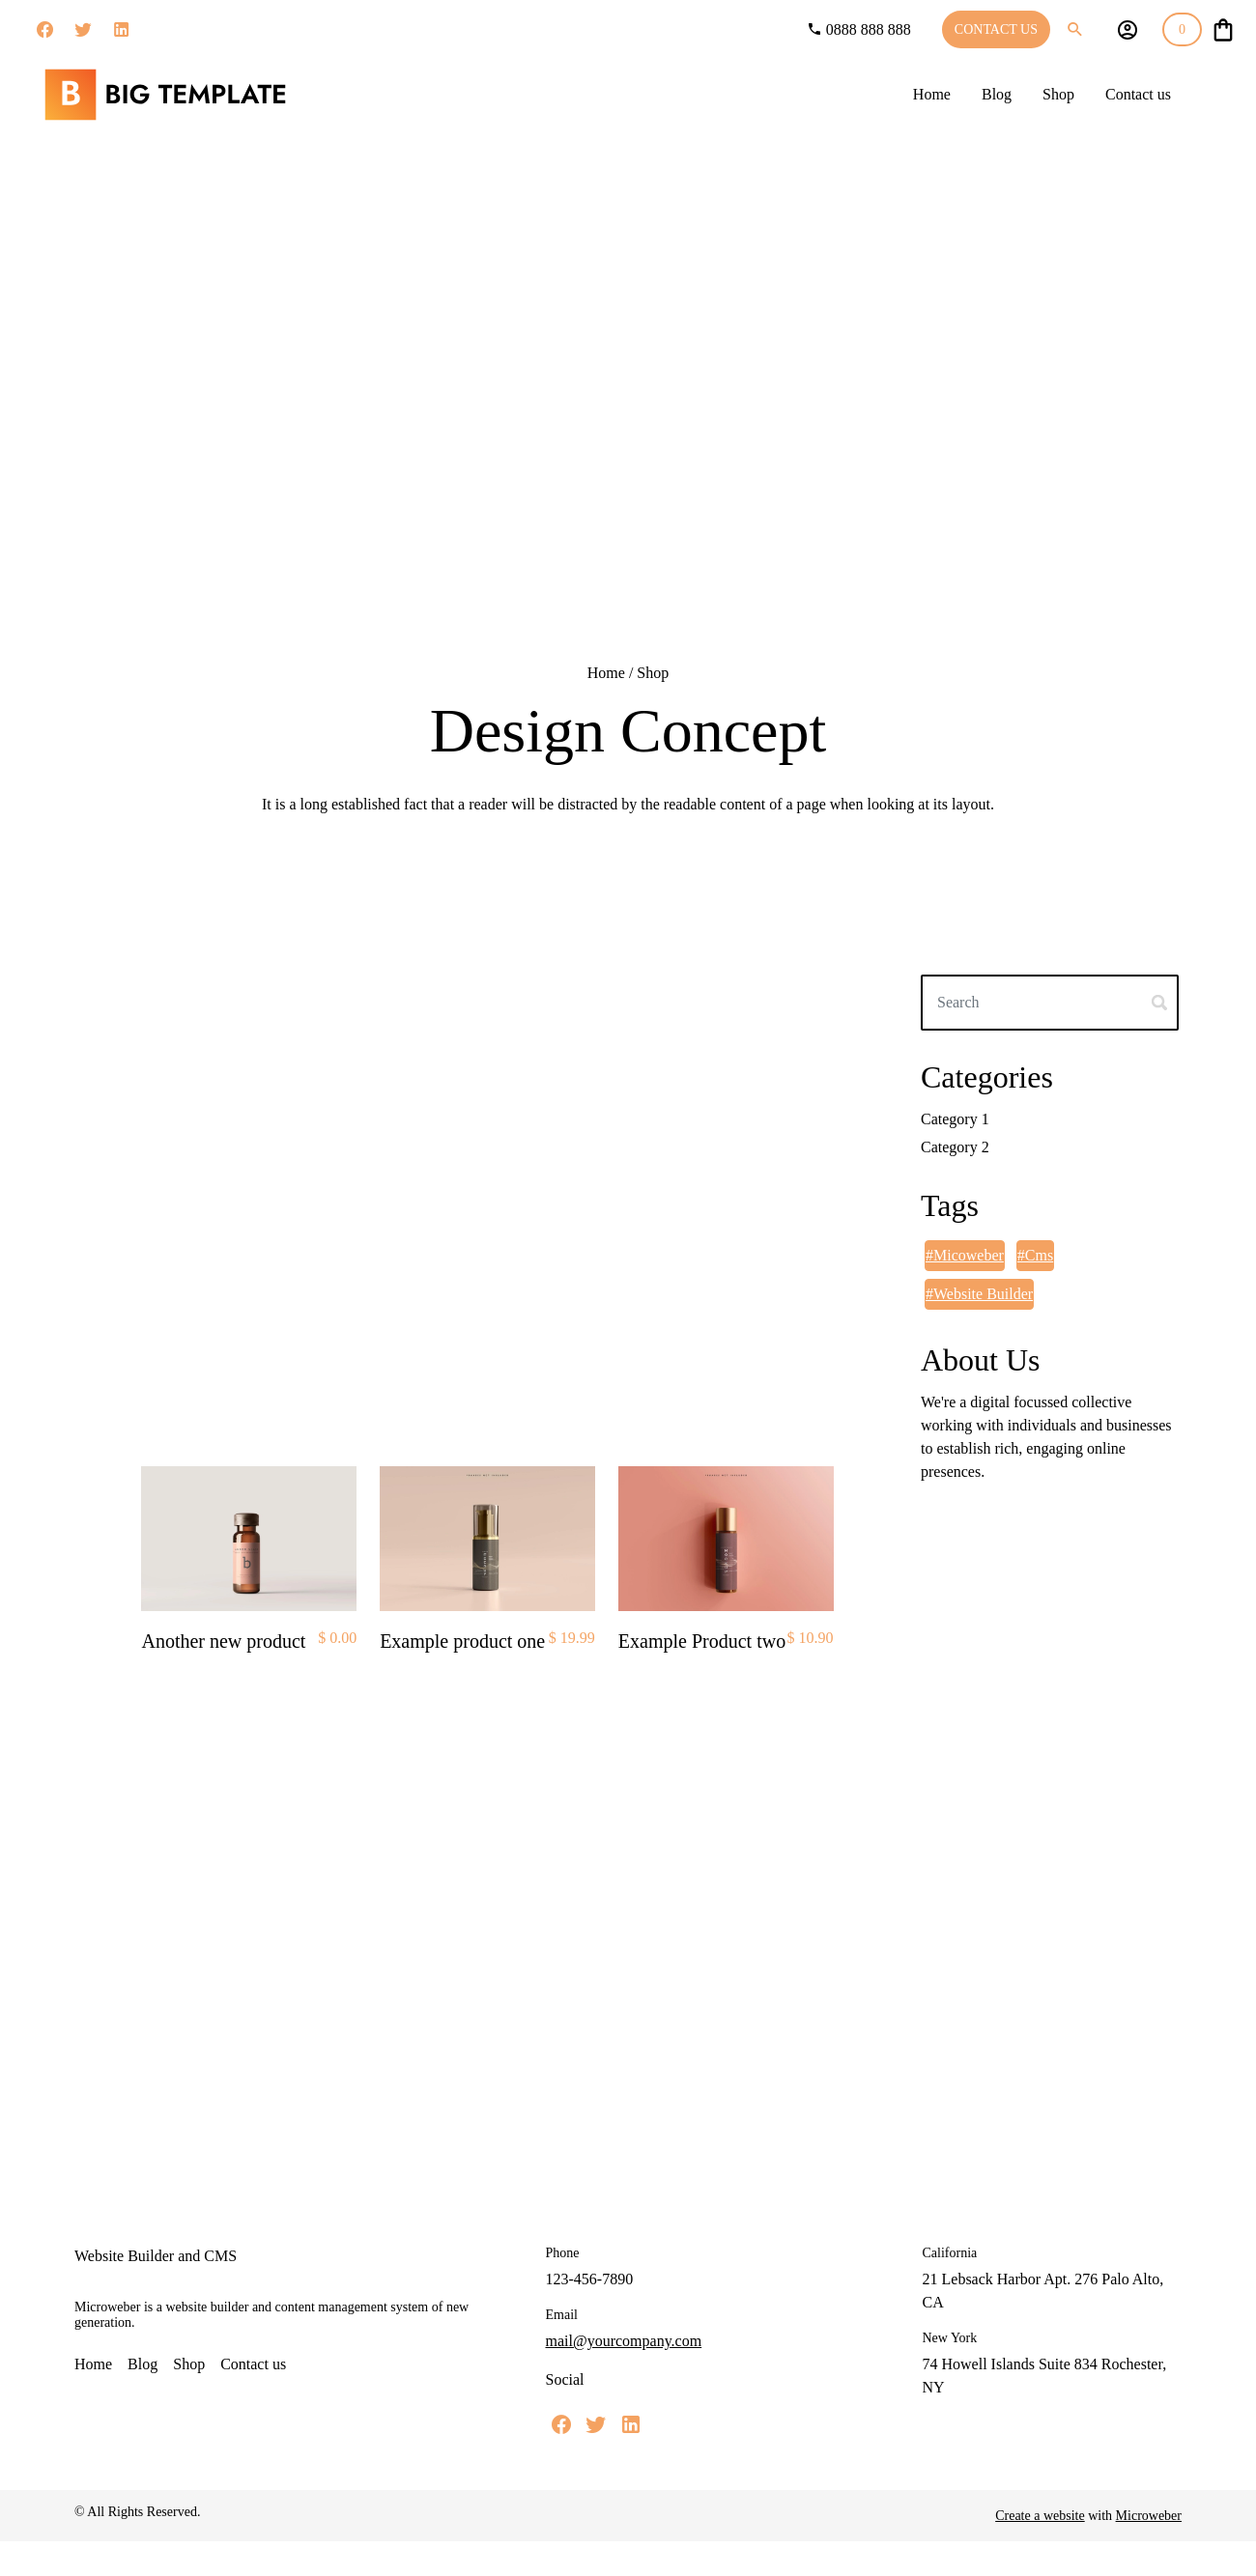 0888 888 888
CONTACT US
0
B BIG TEMPLATE
Home Blog Shop Contact us
Home / Shop
Design Concept
It is a long established fact that a reader will be distracted by the readable content of a page when looking at its layout.
Search
Categories
Category 1
Category 2
Tags
#Micoweber #Cms
#Website Builder
About Us
We're a digital focussed collective
working with individuals and businesses
to establish rich, engaging online
presences.
b
Another new product $ 0.00
Example product one $ 19.99
Example Product two $ 10.90
Website Builder and CMS
Microweber is a website builder and content management system of new
generation.
Home Blog Shop Contact us
Phone
123-456-7890
Email
mail@yourcompany.com
Social
California
21 Lebsack Harbor Apt. 276 Palo Alto,
CA
New York
74 Howell Islands Suite 834 Rochester,
NY
© All Rights Reserved.
Create a website with Microweber